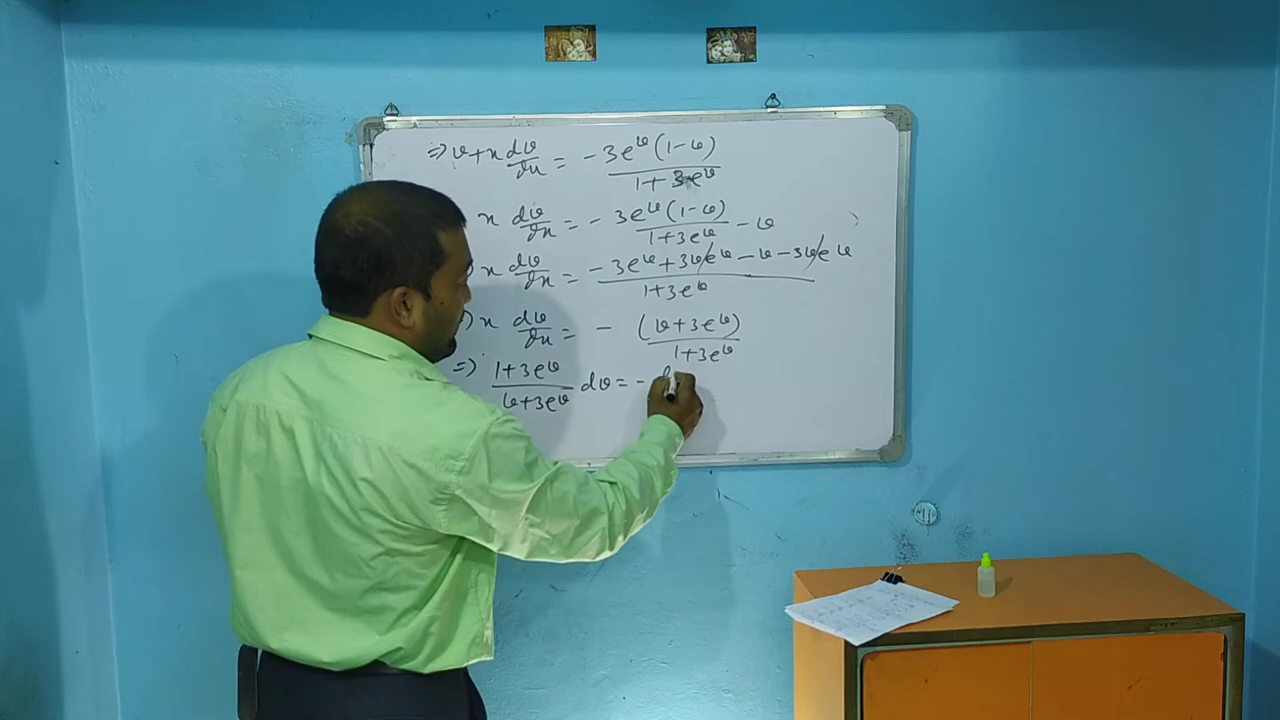 ⇒ v + x dv/dx = -3e^v(1-v) / 1+3e^v
x dv/dx = -3e^v(1-v) / 1+3e^v - v
x dv/dx = -3e^v+3ve^v-v-3ve^v / 1+3e^v
x dv/dx = - (v+3e^v) / 1+3e^v
⇒ 1+3e^v / v+3e^v dv = - d